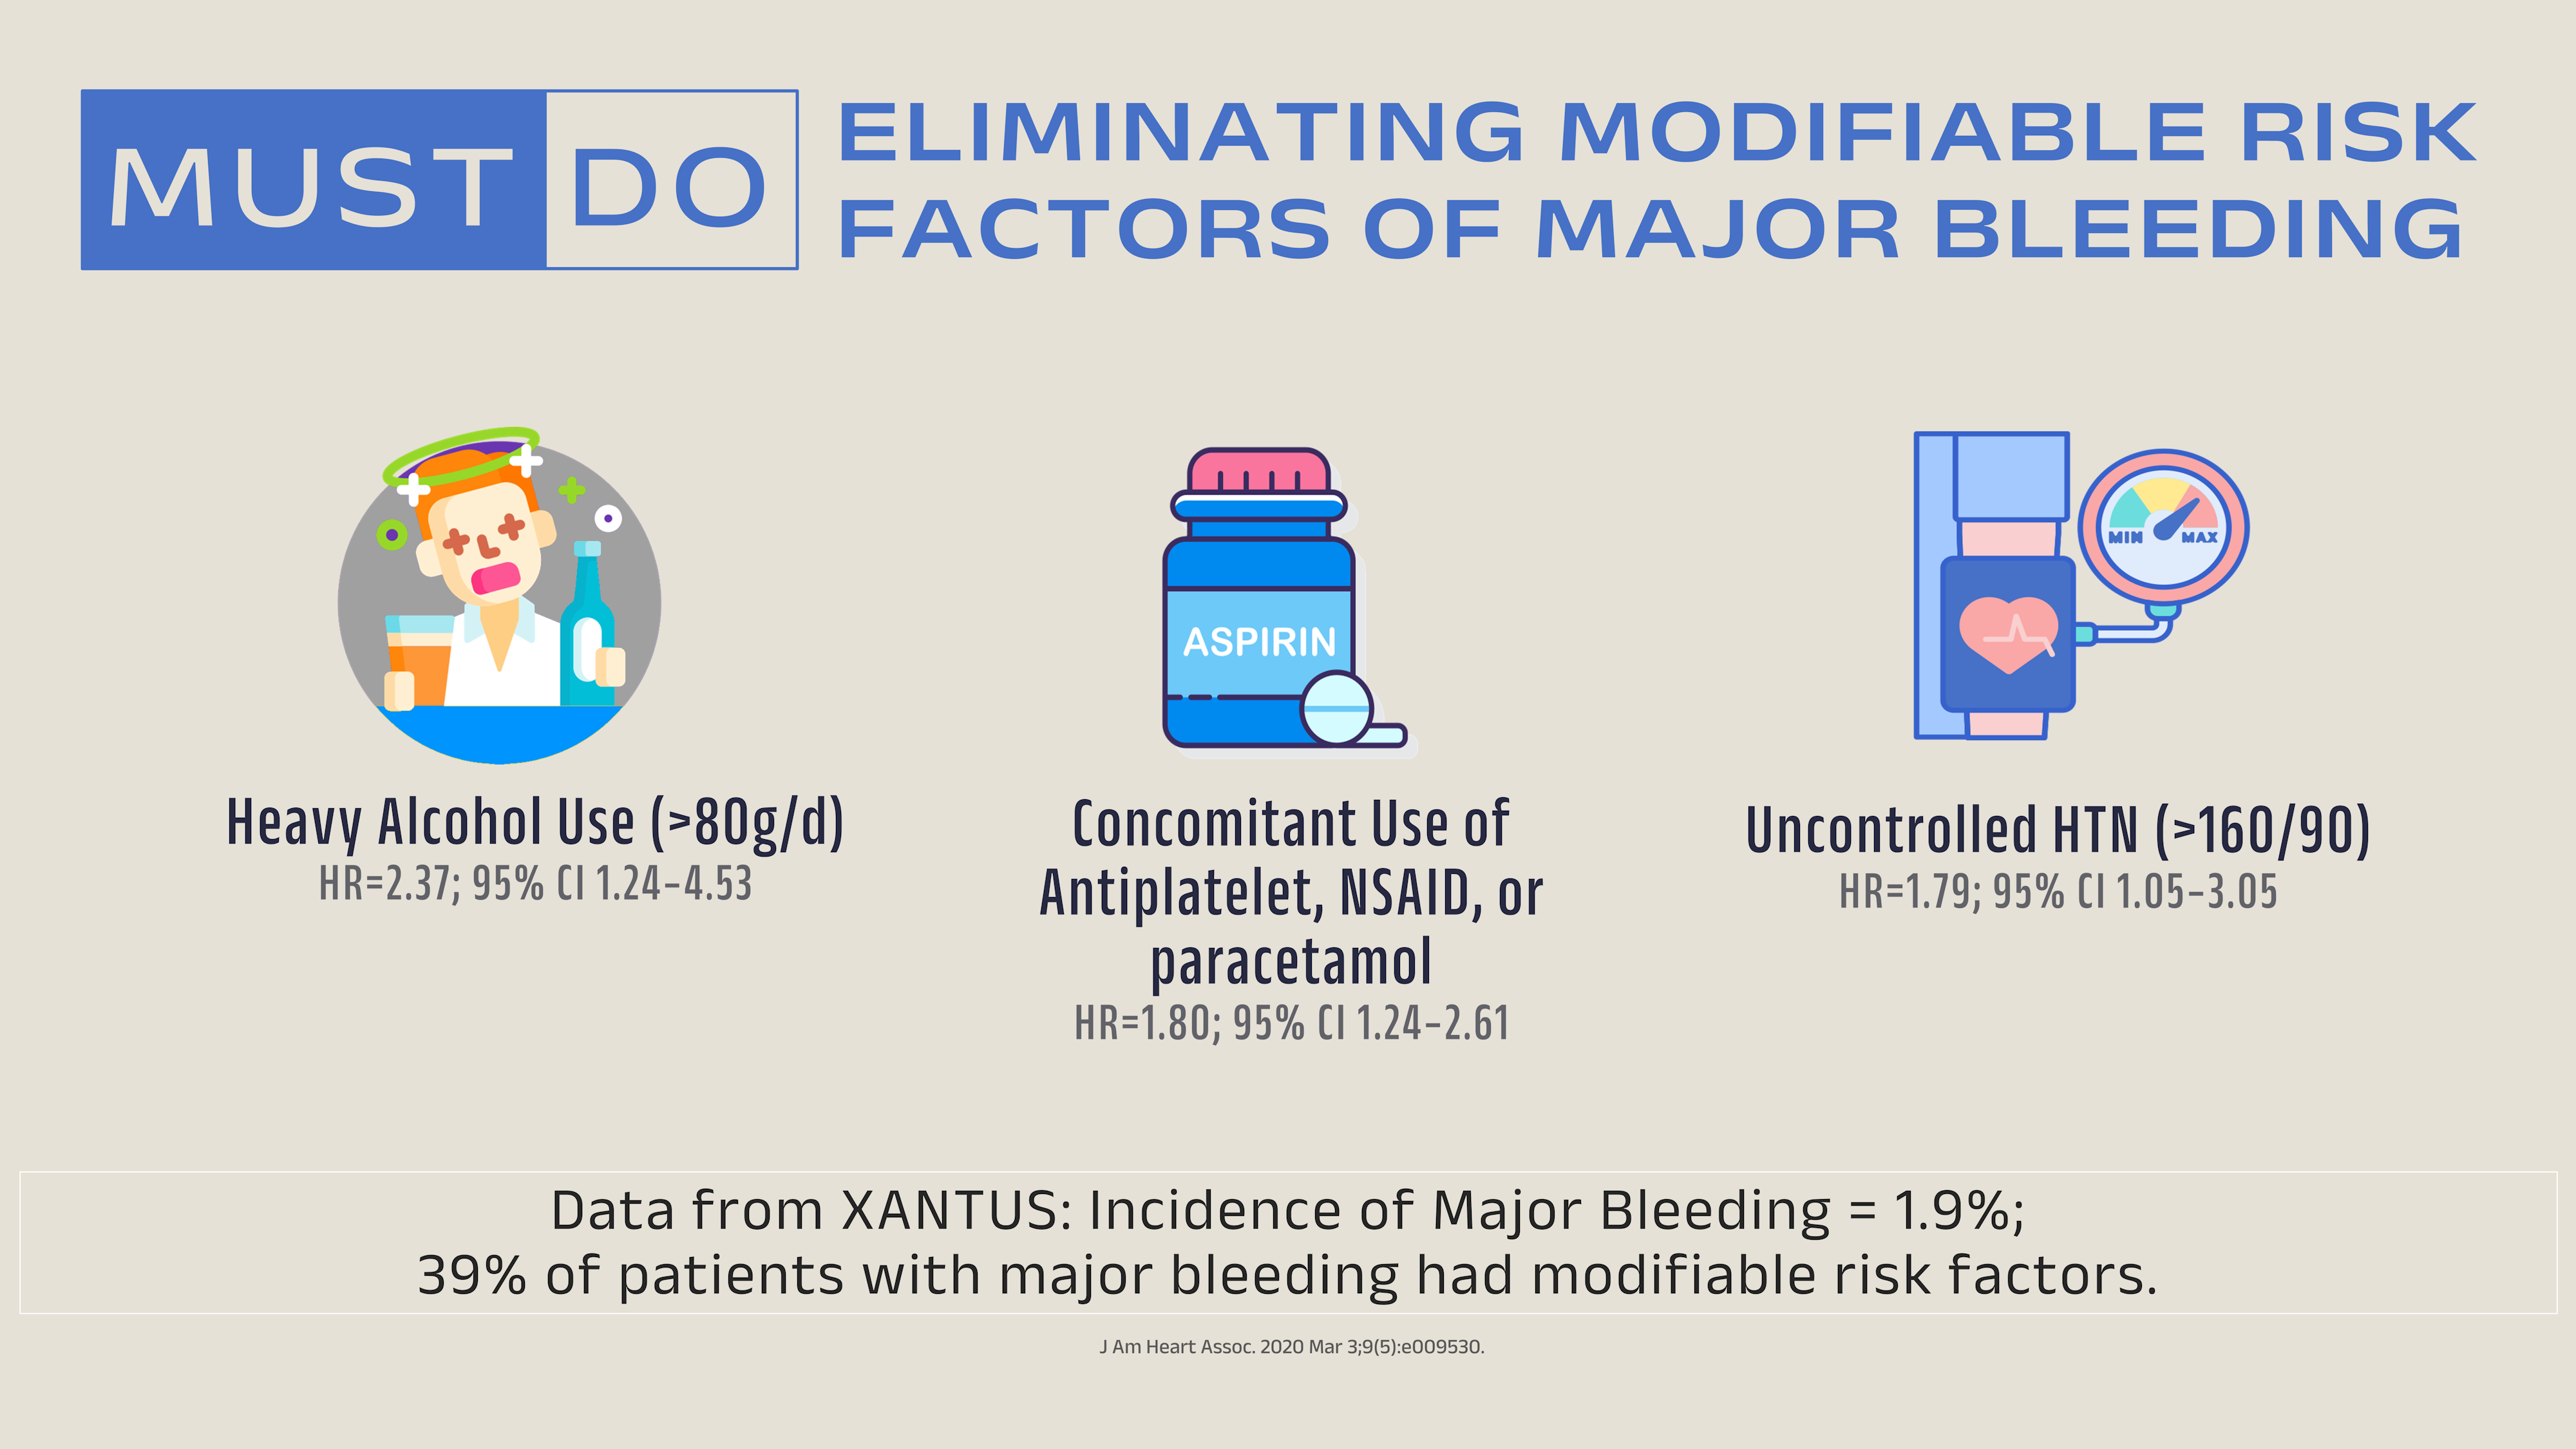 MUST DO
ELIMINATING MODIFIABLE RISK
FACTORS OF MAJOR BLEEDING
ASPIRIN
MIN MAX
Heavy Alcohol Use (>80g/d)
HR=2.37; 95% CI 1.24–4.53
Concomitant Use of
Antiplatelet, NSAID, or
paracetamol
HR=1.80; 95% CI 1.24–2.61
Uncontrolled HTN (>160/90)
HR=1.79; 95% CI 1.05–3.05
Data from XANTUS: Incidence of Major Bleeding = 1.9%;
39% of patients with major bleeding had modifiable risk factors.
J Am Heart Assoc. 2020 Mar 3;9(5):e009530.